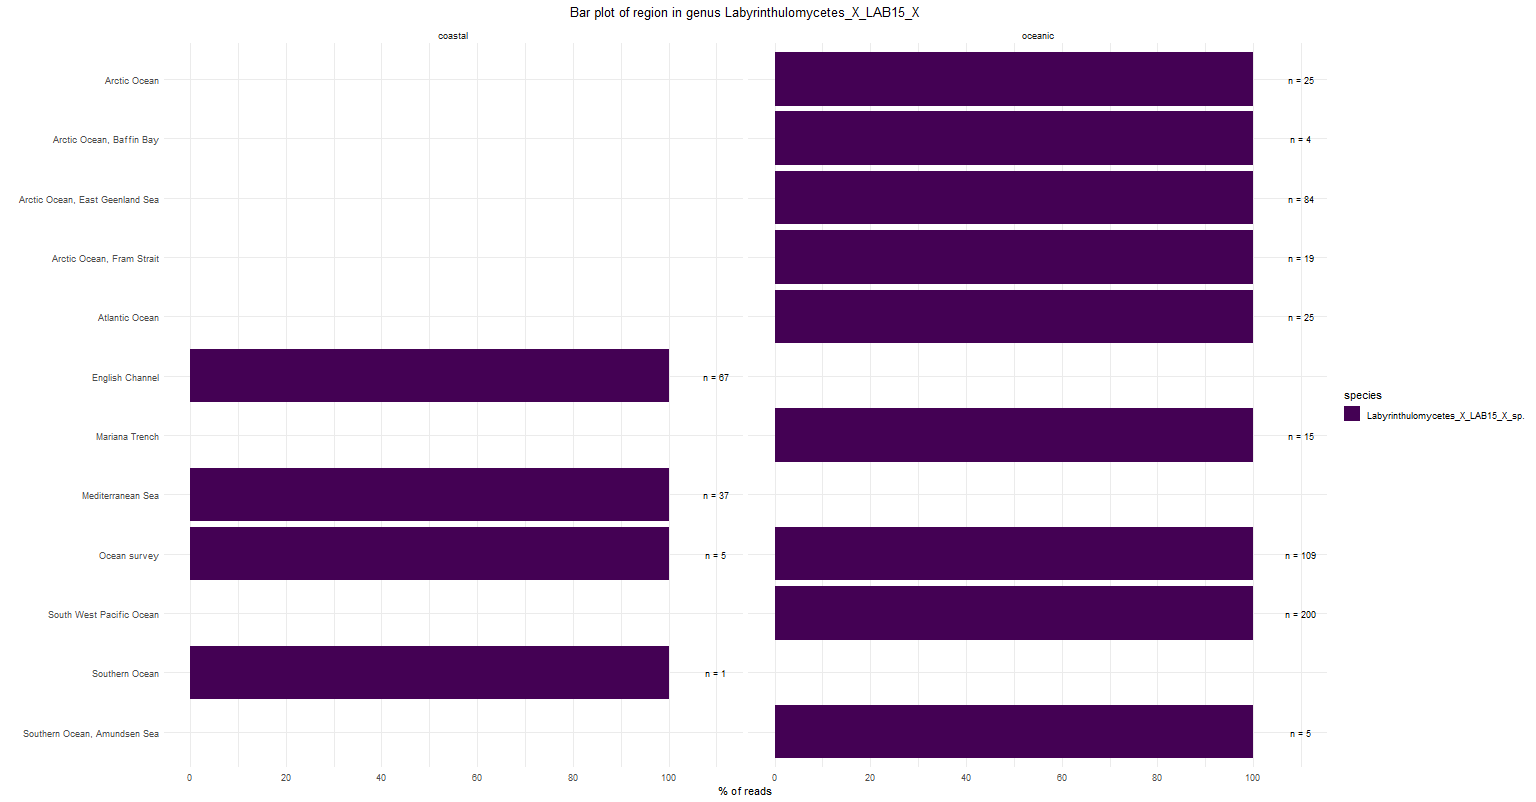 Bar plot of region in genus Labyrinthulomycetes_X_LAB15_X
coastal
oceanic
Arctic Ocean
n = 25
Arctic Ocean, Baffin Bay
n = 4
Arctic Ocean, East Geenland Sea
n = 84
Arctic Ocean, Fram Strait
n = 19
Atlantic Ocean
n = 25
English Channel
n = 67
Mariana Trench
n = 15
Mediterranean Sea
n = 37
Ocean survey
n = 5
n = 109
South West Pacific Ocean
n = 200
Southern Ocean
n = 1
Southern Ocean, Amundsen Sea
n = 5
0 20 40 60 80 100
0 20 40 60 80 100
% of reads
species
Labyrinthulomycetes_X_LAB15_X_sp.